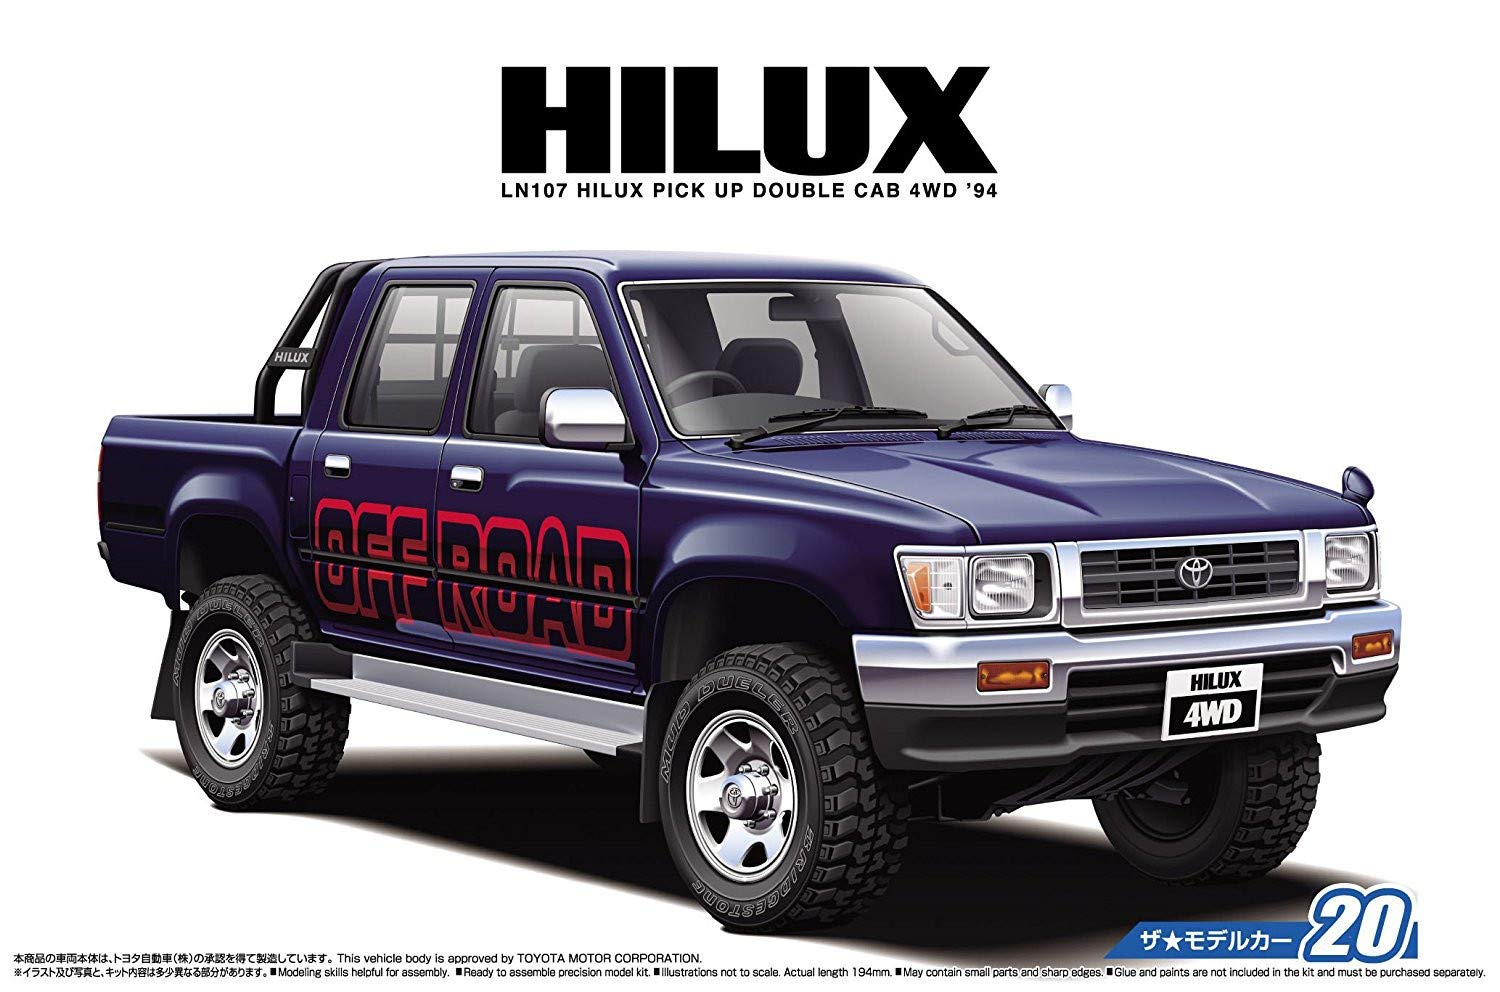 HILUX
LN107 HILUX PICK UP DOUBLE CAB 4WD '94
HILUX
OFF ROAD
MUD DUELER
BRIDGESTONE
MUD DUELER
BRIDGESTONE
HILUX
4WD
ザ★モデルカー 20
本商品の車両本体は、トヨタ自動車(株)の承認を得て製造しています。 This vehicle body is approved by TOYOTA MOTOR CORPORATION.
※イラスト及び写真と、キット内容は多少異なる部分があります。 ■Modeling skills helpful for assembly. ■Ready to assemble precision model kit. ■Illustrations not to scale. Actual length 194mm. ■May contain small parts and sharp edges. ■Glue and paints are not included in the kit and must be purchased separately.